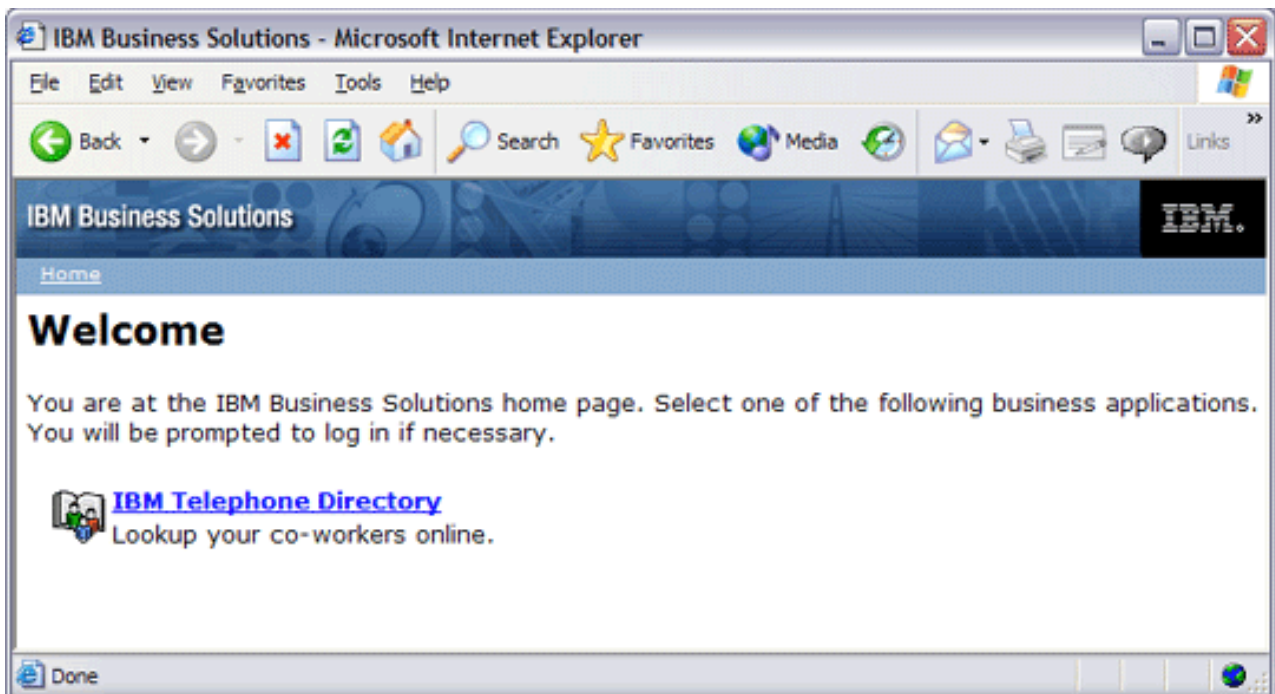 IBM Business Solutions - Microsoft Internet Explorer
File Edit View Favorites Tools Help
Back Search Favorites Media Links »
IBM Business Solutions IBM.
Home
Welcome
You are at the IBM Business Solutions home page. Select one of the following business applications.
You will be prompted to log in if necessary.
IBM Telephone Directory
Lookup your co-workers online.
Done